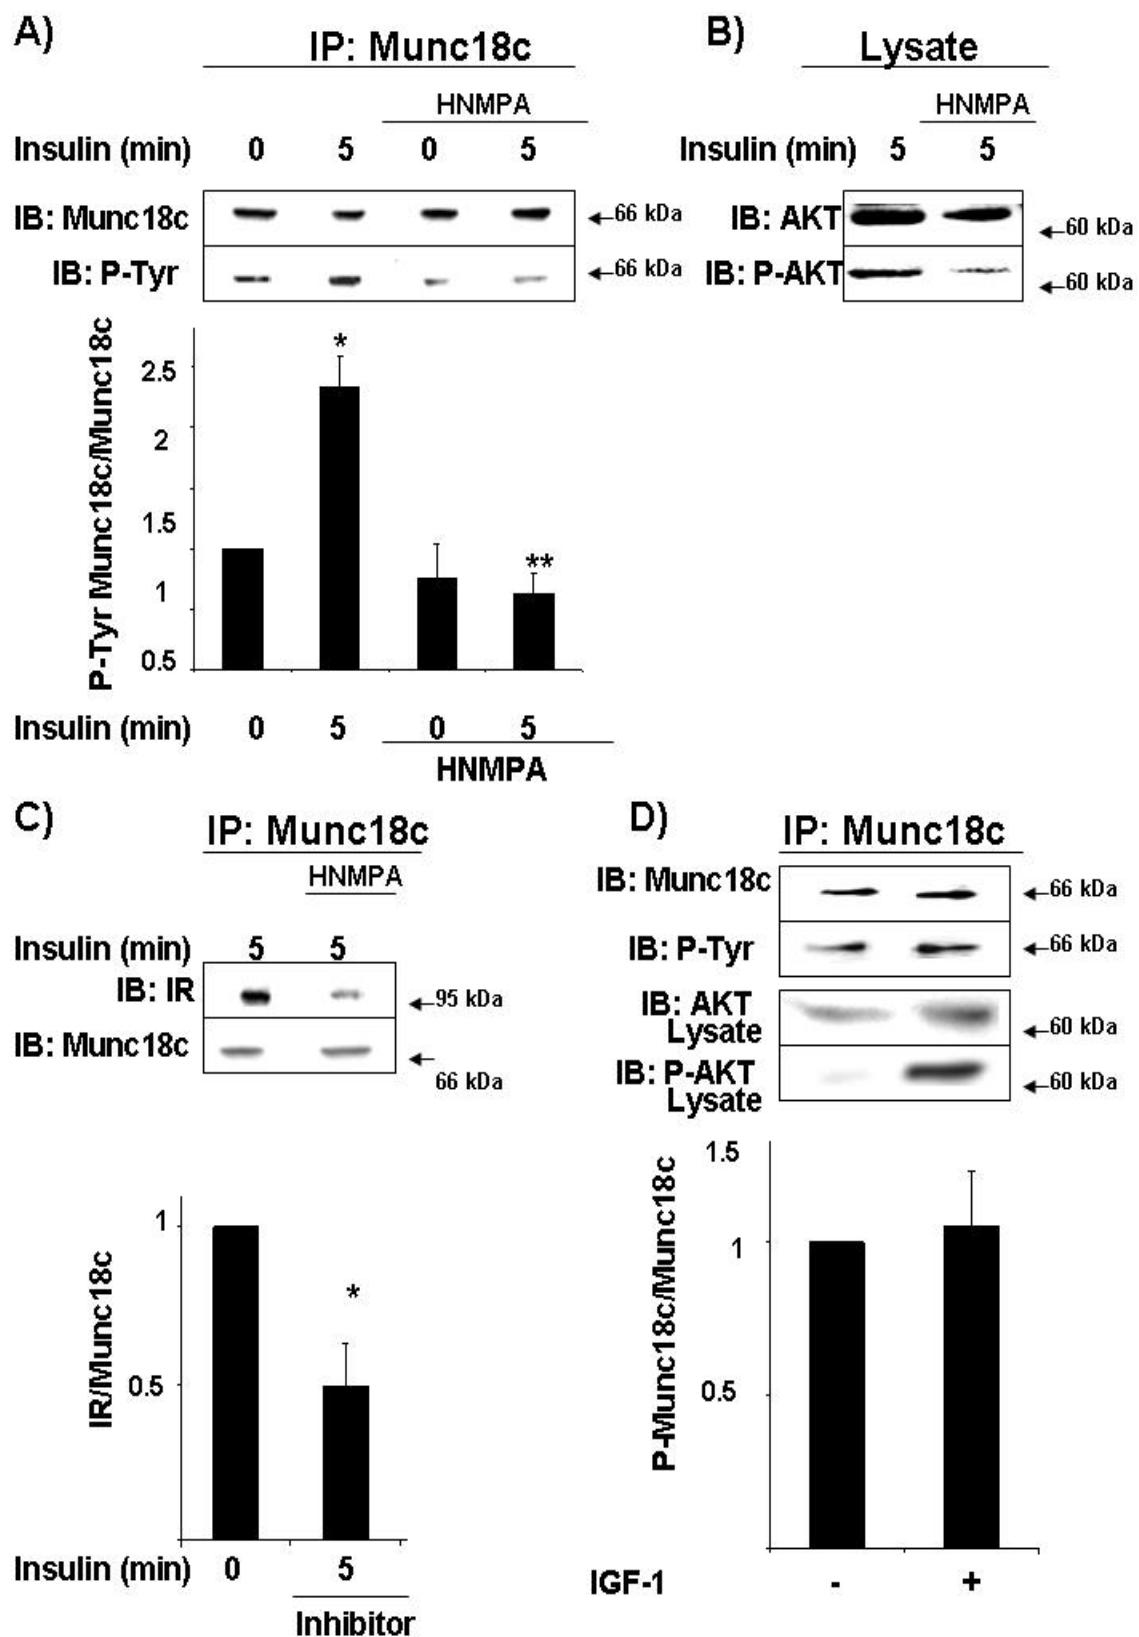 A)
IP: Munc18c
HNMPA
Insulin (min) 0 5 0 5
IB: Munc18c ←66 kDa
IB: P-Tyr ←66 kDa
P-Tyr Munc18c/Munc18c
2.5
2
1.5
1
0.5
*
**
Insulin (min) 0 5 0 5
HNMPA
B)
Lysate
HNMPA
Insulin (min) 5 5
IB: AKT ←60 kDa
IB: P-AKT ←60 kDa
C)
IP: Munc18c
HNMPA
Insulin (min) 5 5
IB: IR ←95 kDa
IB: Munc18c ←
66 kDa
IR/Munc18c
1
0.5
*
Insulin (min) 0 5
Inhibitor
D)
IP: Munc18c
IB: Munc18c ←66 kDa
IB: P-Tyr ←66 kDa
IB: AKT
Lysate ←60 kDa
IB: P-AKT
Lysate ←60 kDa
P-Munc18c/Munc18c
1.5
1
0.5
IGF-1 - +